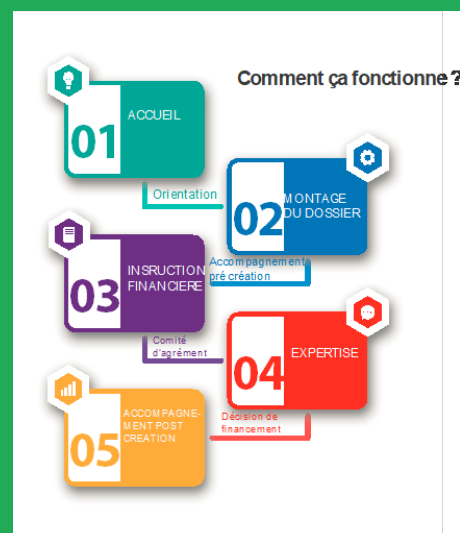 Comment ça fonctionne ?
01
ACCUEIL
Orientation
02
MONTAGE
DU DOSSIER
Accompagnement
pré création
03
INSRUCTION
FINANCIERE
Comité
d'agrément
04
EXPERTISE
Décision de
financement
05
ACCOMPAGNE-
MENT POST
CREATION